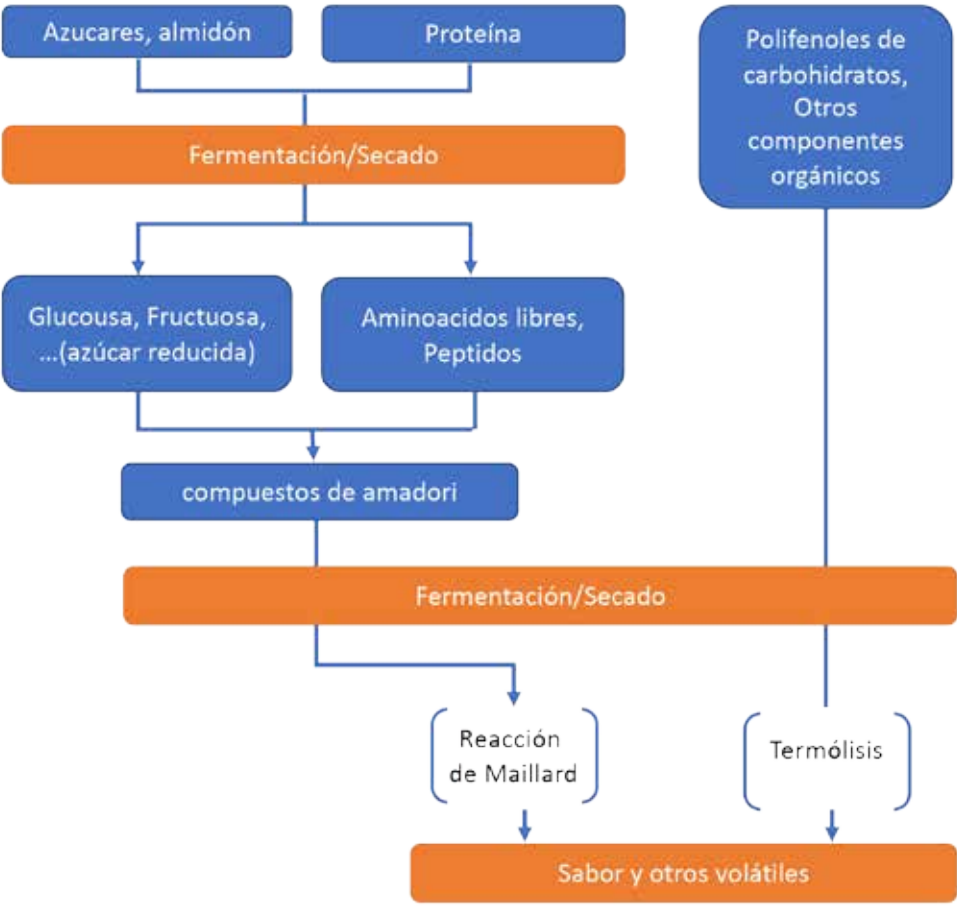 Azucares, almidón
Proteína
Polifenoles de
carbohidratos,
Otros
componentes
orgánicos
Fermentación/Secado
Glucousa, Fructuosa,
...(azúcar reducida)
Aminoacidos libres,
Peptidos
compuestos de amadori
Fermentación/Secado
Reacción
de Maillard
Termólisis
Sabor y otros volátiles